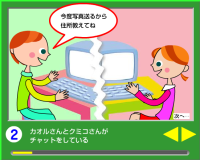 今度写真送るから
住所教えてね
次へ
2
カオルさんとクミコさんが
チャットをしている